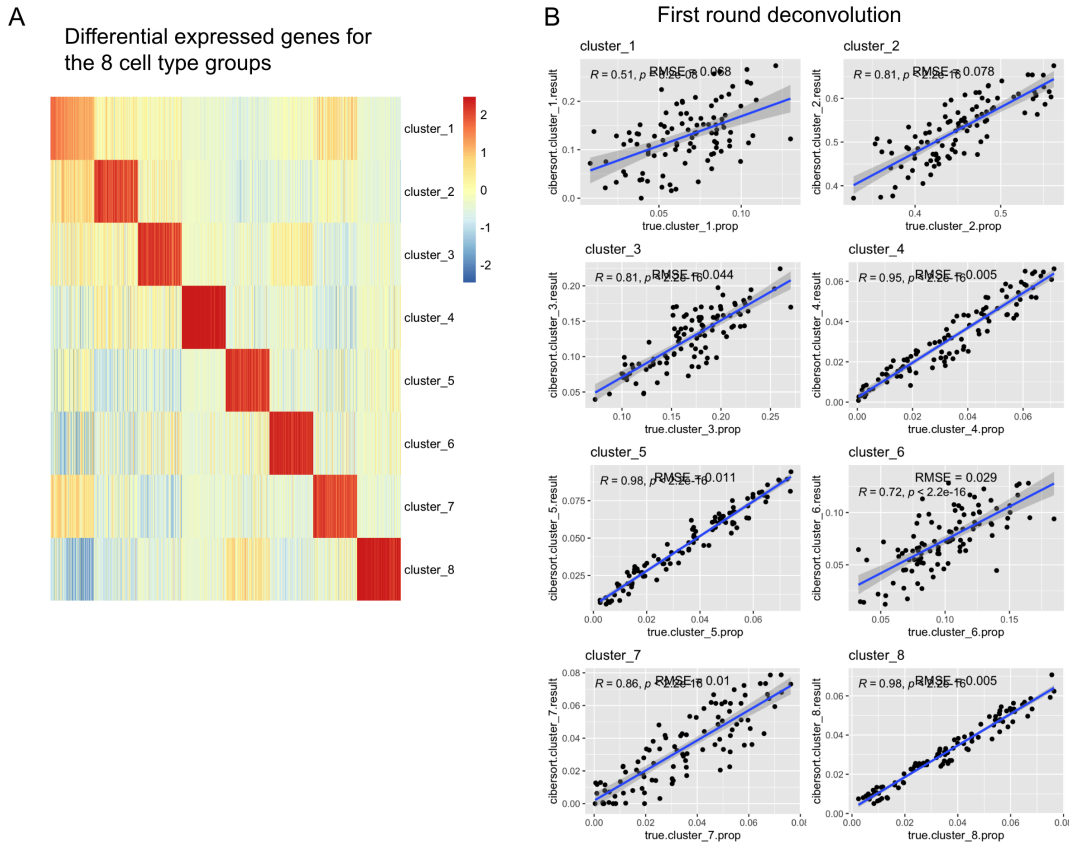 A
Differential expressed genes for
the 8 cell type groups
cluster_1
cluster_2
cluster_3
cluster_4
cluster_5
cluster_6
cluster_7
cluster_8
2
1
0
-1
-2
B
First round deconvolution
cluster_1
RMSE = 0.068
R = 0.51, p
cibersort.cluster_1.result
0.2
0.1
0.0
0.05
0.10
true.cluster_1.prop
cluster_2
RMSE = 0.078
R = 0.81, p < 2.2e-16
cibersort.cluster_2.result
0.6
0.5
0.4
0.4
0.5
true.cluster_2.prop
cluster_3
RMSE = 0.044
R = 0.81, p < 2.2e-16
cibersort.cluster_3.result
0.20
0.15
0.10
0.05
0.10
0.15
0.20
0.25
true.cluster_3.prop
cluster_4
RMSE = 0.005
R = 0.95, p < 2.2e-16
cibersort.cluster_4.result
0.06
0.04
0.02
0.00
0.00
0.02
0.04
0.06
true.cluster_4.prop
cluster_5
RMSE = 0.011
R = 0.98, p < 2.2e-16
cibersort.cluster_5.result
0.075
0.050
0.025
0.00
0.02
0.04
0.06
true.cluster_5.prop
cluster_6
RMSE = 0.029
R = 0.72, p < 2.2e-16
cibersort.cluster_6.result
0.10
0.05
0.05
0.10
0.15
true.cluster_6.prop
cluster_7
RMSE = 0.01
R = 0.86, p < 2.2e-16
cibersort.cluster_7.result
0.08
0.06
0.04
0.02
0.00
0.00
0.02
0.04
0.06
0.08
true.cluster_7.prop
cluster_8
RMSE = 0.005
R = 0.98, p < 2.2e-16
cibersort.cluster_8.result
0.06
0.04
0.02
0.00
0.00
0.02
0.04
0.06
0.08
true.cluster_8.prop